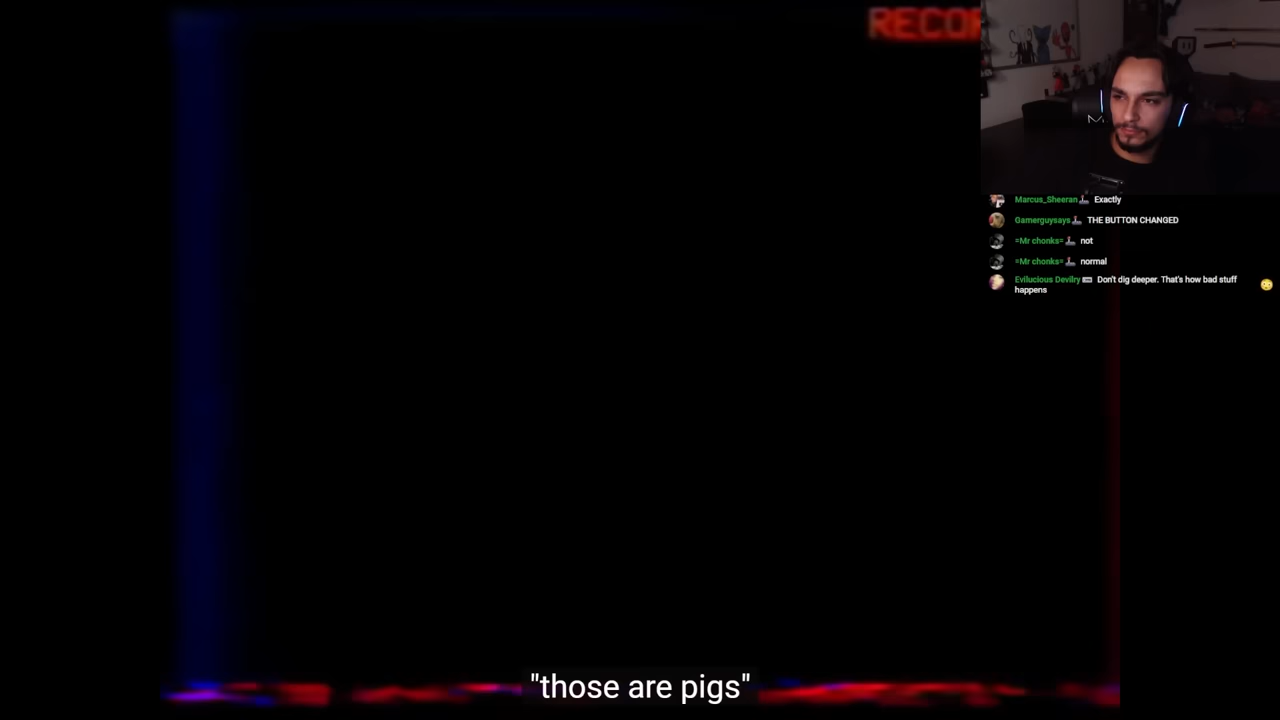 RECOR
Marcus_Sheeran Exactly
Gamerguysays THE BUTTON CHANGED
=Mr chonks= not
=Mr chonks= normal
Evilucious Devilry Don't dig deeper. That's how bad stuff
happens
"those are pigs"